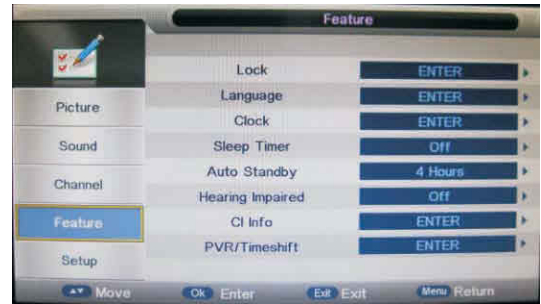 Feature
Picture
Sound
Channel
Feature
Setup
Lock ENTER
Language ENTER
Clock ENTER
Sleep Timer Off
Auto Standby 4 Hours
Hearing Impaired Off
CI Info ENTER
PVR/Timeshift ENTER
Move Ok Enter Exit Exit Menu Return